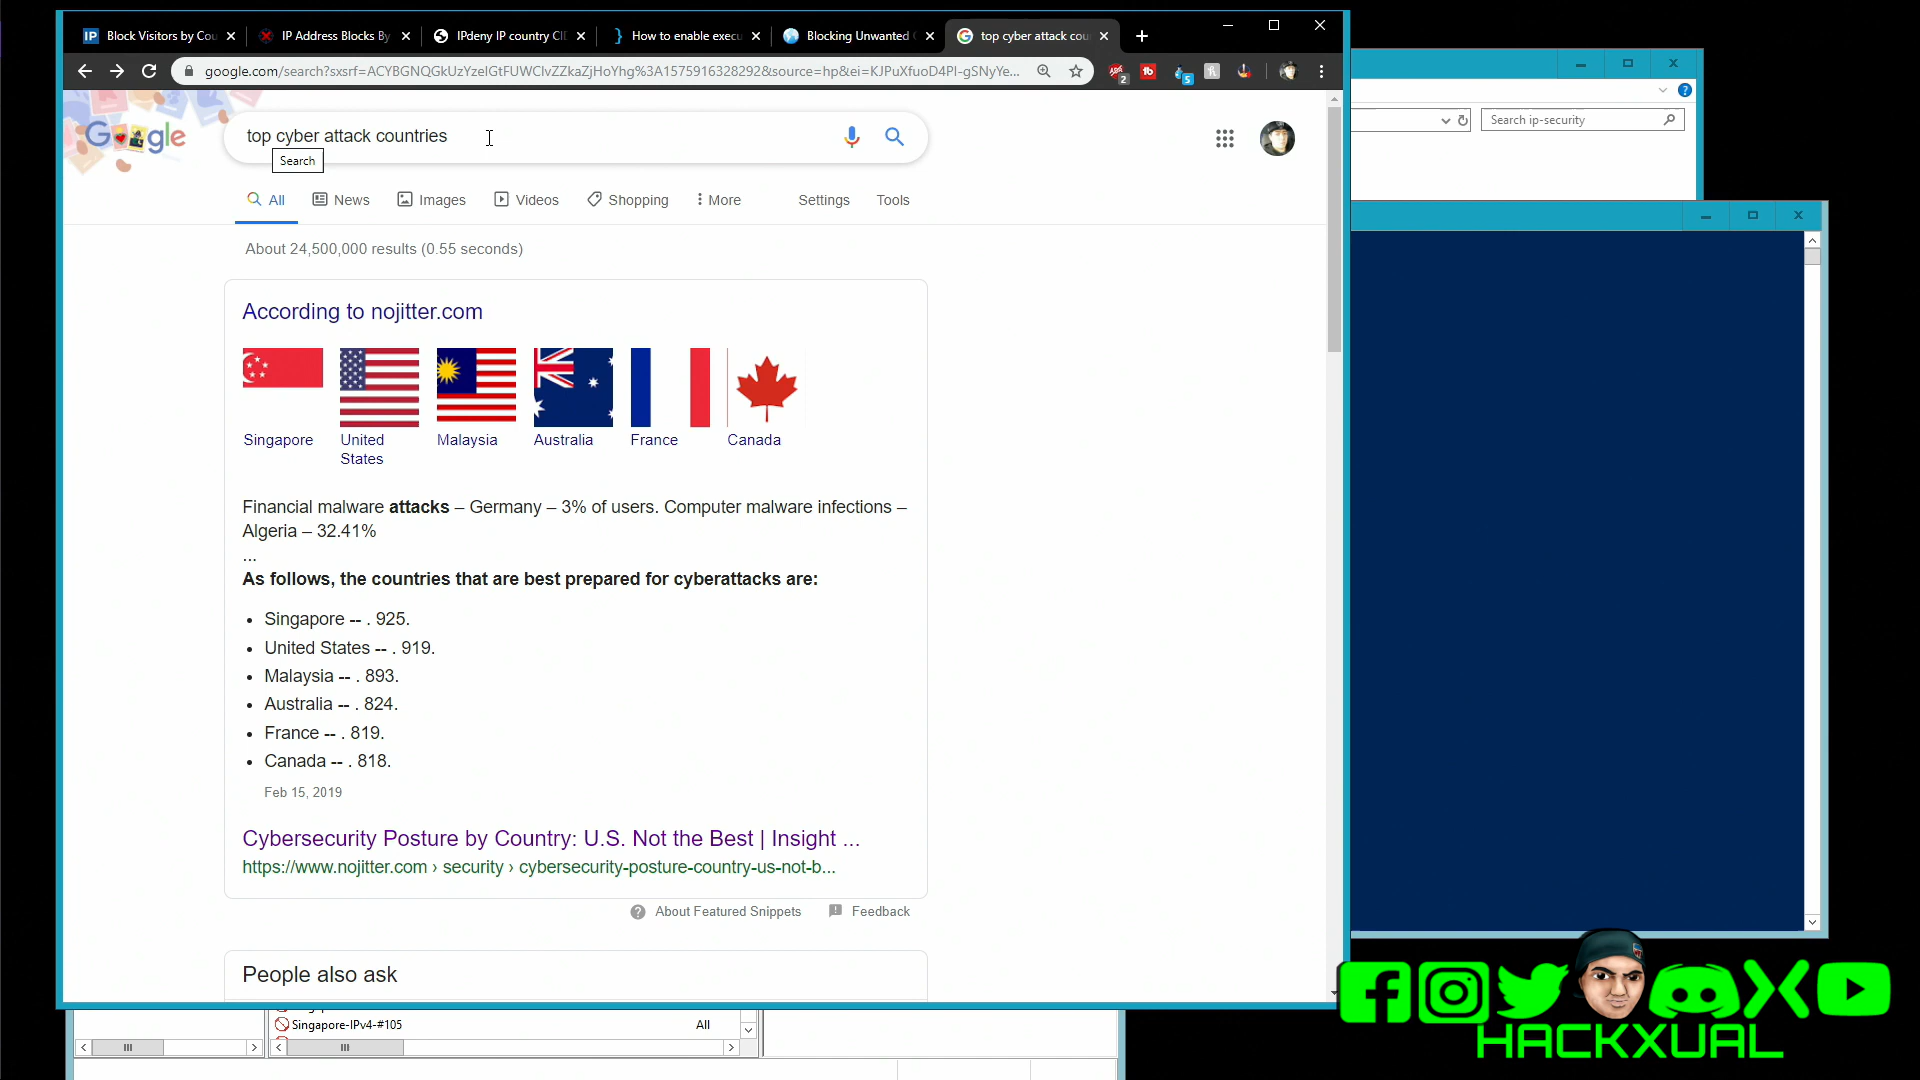 Block Visitors by Cou
IP Address Blocks By
IPdeny IP country CI
How to enable execu
Blocking Unwanted
top cyber attack cou
google.com/search?sxsrf=ACYBGNQGkUzYzelGtFUWClvZZkaZjHoYhg%3A1575916328292&source=hp&ei=KJPuXfuoD4Pl-gSNyYe...
Google
top cyber attack countries
Search
All
News
Images
Videos
Shopping
More
Settings
Tools
About 24,500,000 results (0.55 seconds)
According to nojitter.com
Singapore
United States
Malaysia
Australia
France
Canada
Financial malware attacks – Germany – 3% of users. Computer malware infections –
Algeria – 32.41%
...
As follows, the countries that are best prepared for cyberattacks are:
• Singapore -- . 925.
• United States -- . 919.
• Malaysia -- . 893.
• Australia -- . 824.
• France -- . 819.
• Canada -- . 818.
Feb 15, 2019
Cybersecurity Posture by Country: U.S. Not the Best | Insight ...
https://www.nojitter.com › security › cybersecurity-posture-country-us-not-b...
About Featured Snippets
Feedback
People also ask
Search ip-security
Singapore-IPv4-#105
All
HACKXUAL